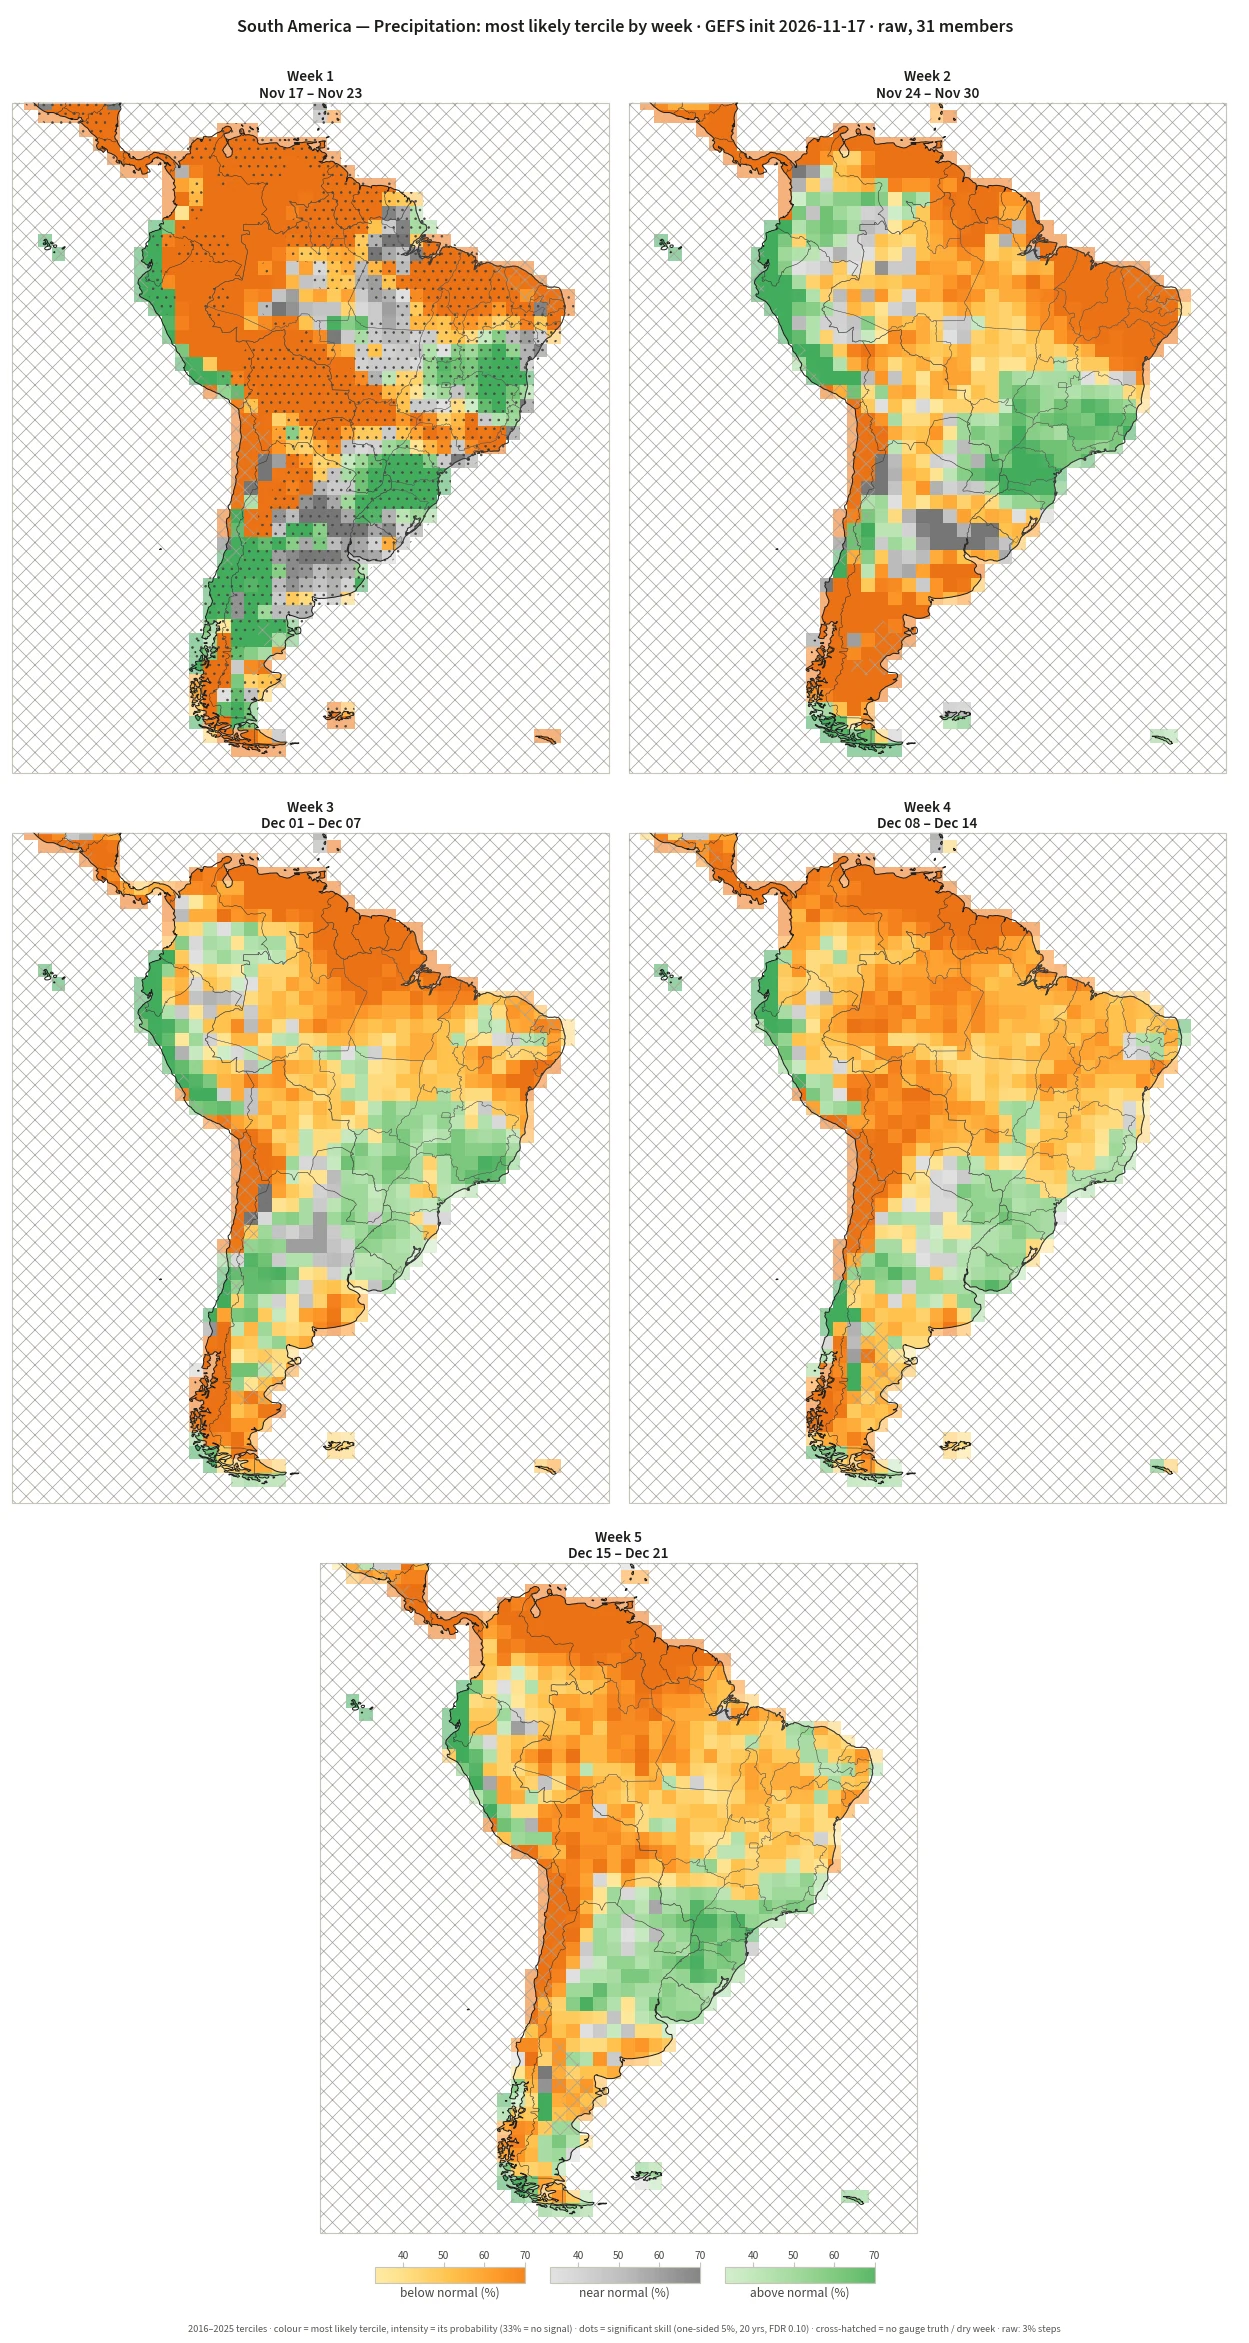 South America — Precipitation: most likely tercile by week · GEFS init 2026-11-17 · raw, 31 members
Week 1
Nov 17 – Nov 23
Week 2
Nov 24 – Nov 30
Week 3
Dec 01 – Dec 07
Week 4
Dec 08 – Dec 14
Week 5
Dec 15 – Dec 21
40 50 60 70
below normal (%)
40 50 60 70
near normal (%)
40 50 60 70
above normal (%)
2016–2025 terciles · colour = most likely tercile, intensity = its probability (33% = no signal) · dots = significant skill (one-sided 5%, 20 yrs, FDR 0.10) · cross-hatched = no gauge truth / dry week · raw: 3% steps